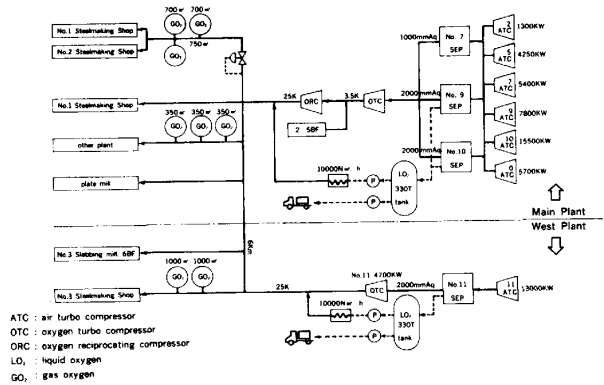 700㎥ 700㎥
GO₂ GO₂
No.1 Steelmaking Shop
No.2 Steelmaking Shop
750㎥
GO₂
1000mmAq
No. 7
SEP
2
ATC
1300KW
ATC
4250KW
No.1 Steelmaking Shop
25K
ORC
3.5K
OTC
2000mmAq
No. 9
SEP
7
ATC
5400KW
2 5BF
350㎥ 350㎥ 350㎥
GO₂ GO₂ GO₂
other plant
9
ATC
7800KW
2000mmAq
No.10
SEP
10
ATC
15500KW
plate mill
10000N㎥/h
P
LO₂
330T
tank
P
ATC
5700KW
Main Plant
West Plant
6Km
No.3 Slabbing mill 6BF
1000㎥ 1000㎥
GO₂ GO₂
No.3 Steelmaking Shop
25K
No.11 4700KW
OTC
2000mmAq
No.11
SEP
11
ATC
13000KW
10000N㎥/h
P
LO₂
330T
tank
P
ATC : air turbo compressor
OTC : oxygen turbo compressor
ORC : oxygen reciprocating compressor
LO₂ : liquid oxygen
GO₂ : gas oxygen